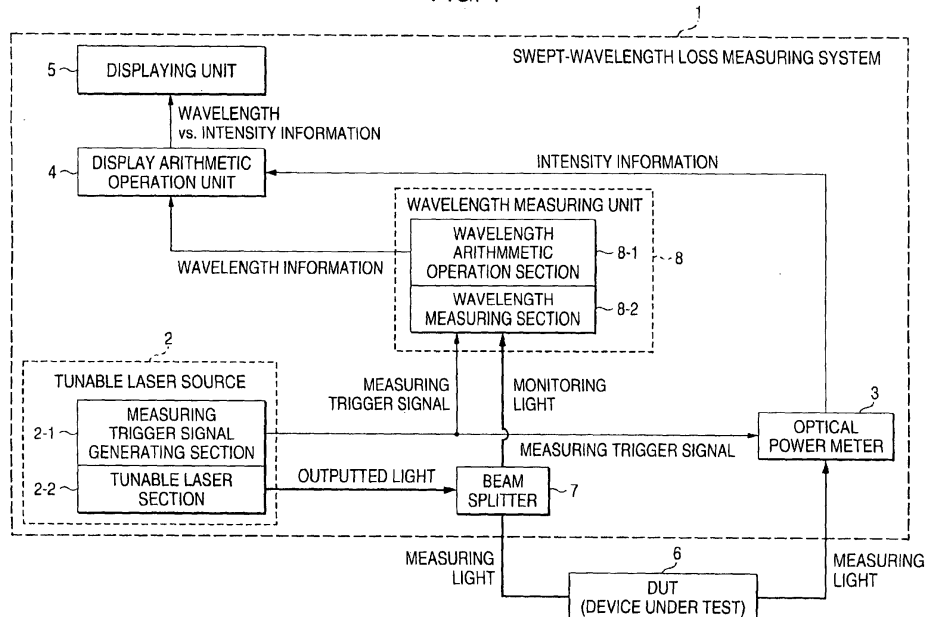 1
SWEPT-WAVELENGTH LOSS MEASURING SYSTEM
5
DISPLAYING UNIT
WAVELENGTH
vs. INTENSITY INFORMATION
4
DISPLAY ARITHMETIC
OPERATION UNIT
INTENSITY INFORMATION
WAVELENGTH MEASURING UNIT
WAVELENGTH
ARITHMMETIC
OPERATION SECTION
8-1
8
WAVELENGTH INFORMATION
WAVELENGTH
MEASURING SECTION
8-2
2
TUNABLE LASER SOURCE
MEASURING
TRIGGER SIGNAL
MONITORING
LIGHT
3
2-1
MEASURING
TRIGGER SIGNAL
GENERATING SECTION
OPTICAL
POWER METER
MEASURING TRIGGER SIGNAL
2-2
TUNABLE LASER
SECTION
OUTPUTTED LIGHT
BEAM
SPLITTER
7
MEASURING
LIGHT
6
MEASURING
LIGHT
DUT
(DEVICE UNDER TEST)